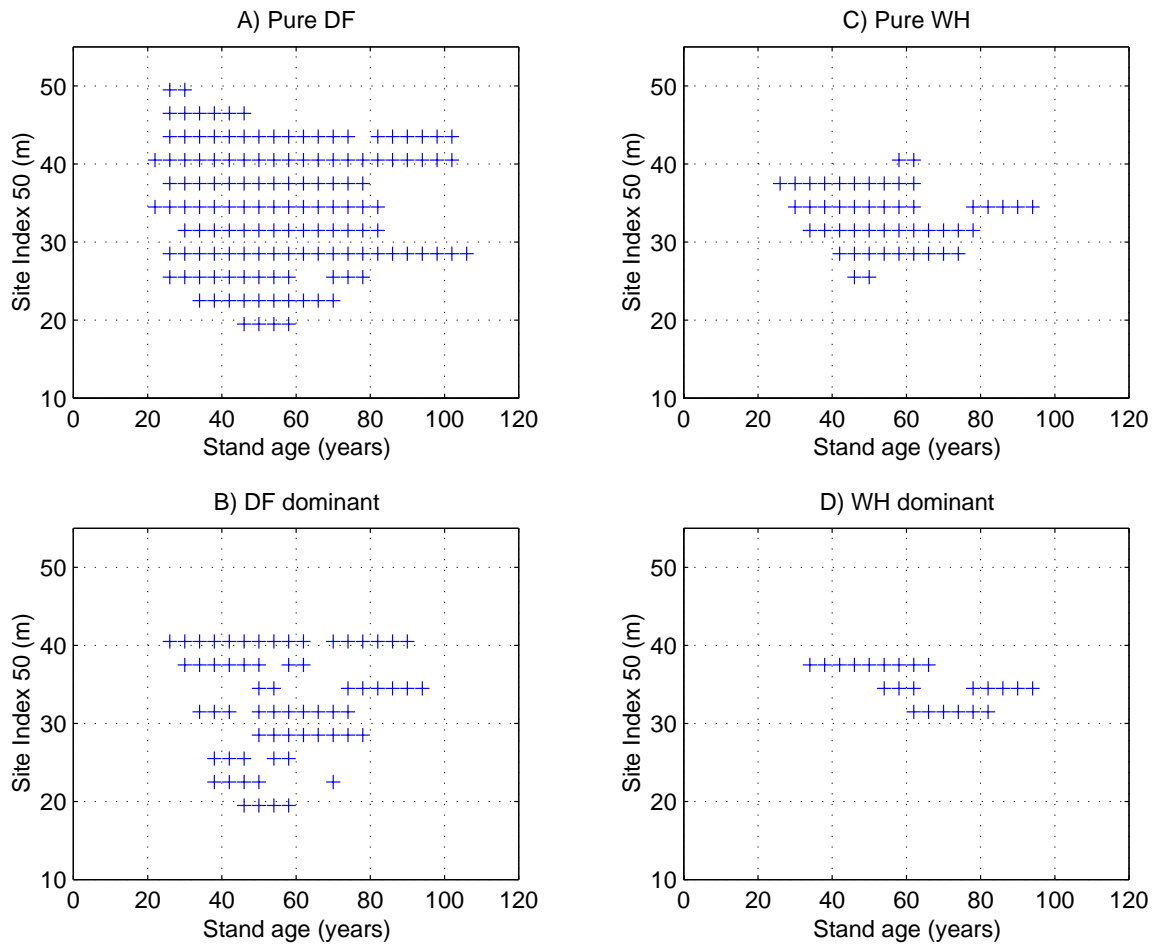 A) Pure DF
50
40
30
20
10
0 20 40 60 80 100 120
Site Index 50 (m)
Stand age (years)
C) Pure WH
50
40
30
20
10
0 20 40 60 80 100 120
Site Index 50 (m)
Stand age (years)
B) DF dominant
50
40
30
20
10
0 20 40 60 80 100 120
Site Index 50 (m)
Stand age (years)
D) WH dominant
50
40
30
20
10
0 20 40 60 80 100 120
Site Index 50 (m)
Stand age (years)